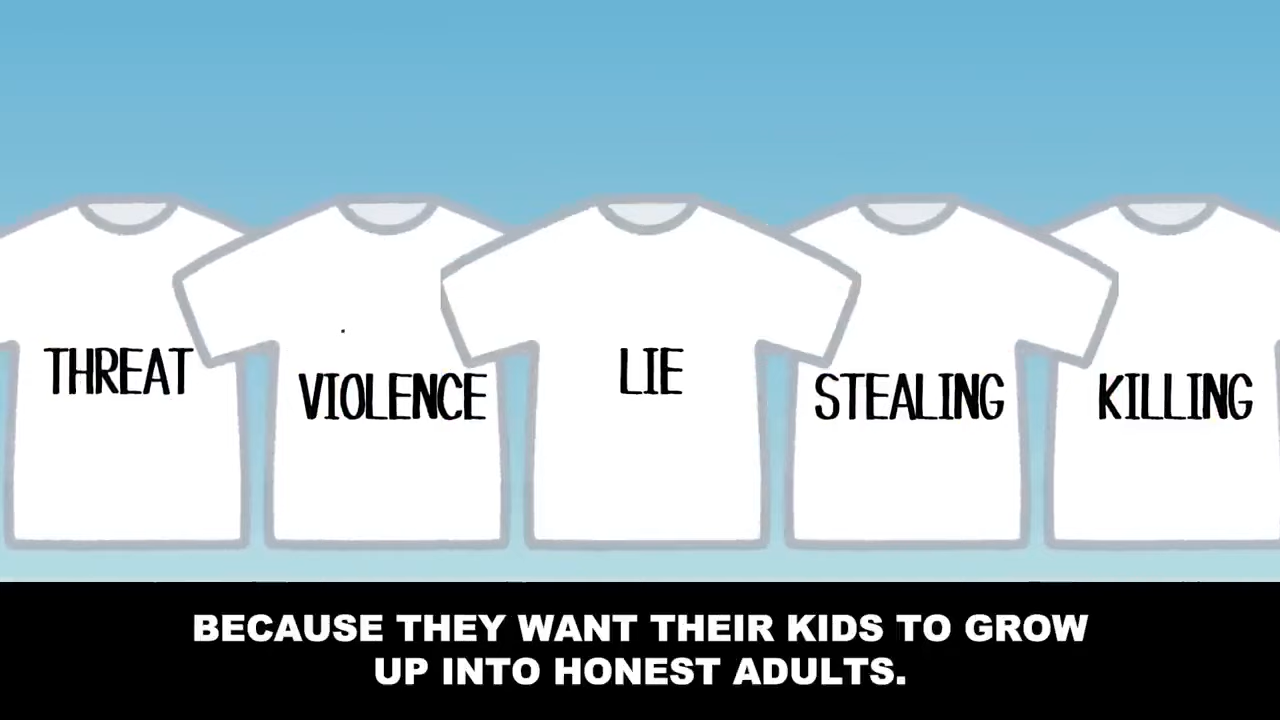 THREAT
VIOLENCE
LIE
STEALING
KILLING
BECAUSE THEY WANT THEIR KIDS TO GROW
UP INTO HONEST ADULTS.